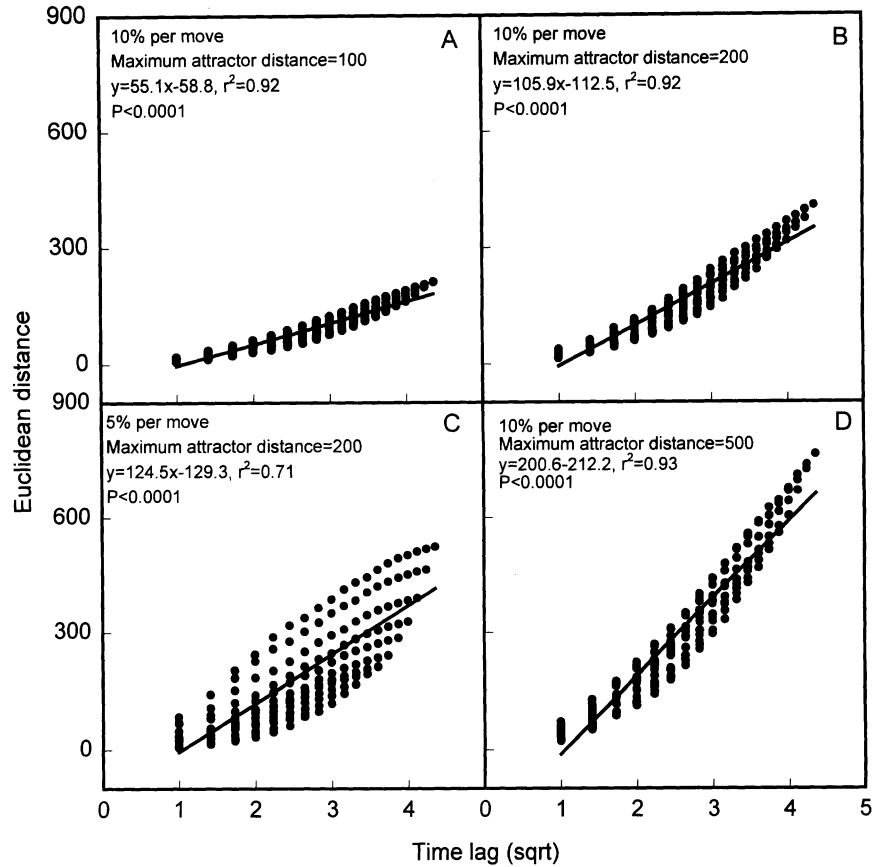 900
10% per move
A
Maximum attractor distance=100
y=55.1x-58.8, r²=0.92
P<0.0001
600
300
0
10% per move
B
Maximum attractor distance=200
y=105.9x-112.5, r²=0.92
P<0.0001
Euclidean distance
900
5% per move
C
Maximum attractor distance=200
y=124.5x-129.3, r²=0.71
P<0.0001
600
300
0
10% per move
D
Maximum attractor distance=500
y=200.6-212.2, r²=0.93
P<0.0001
0 1 2 3 4 0 1 2 3 4 5
Time lag (sqrt)